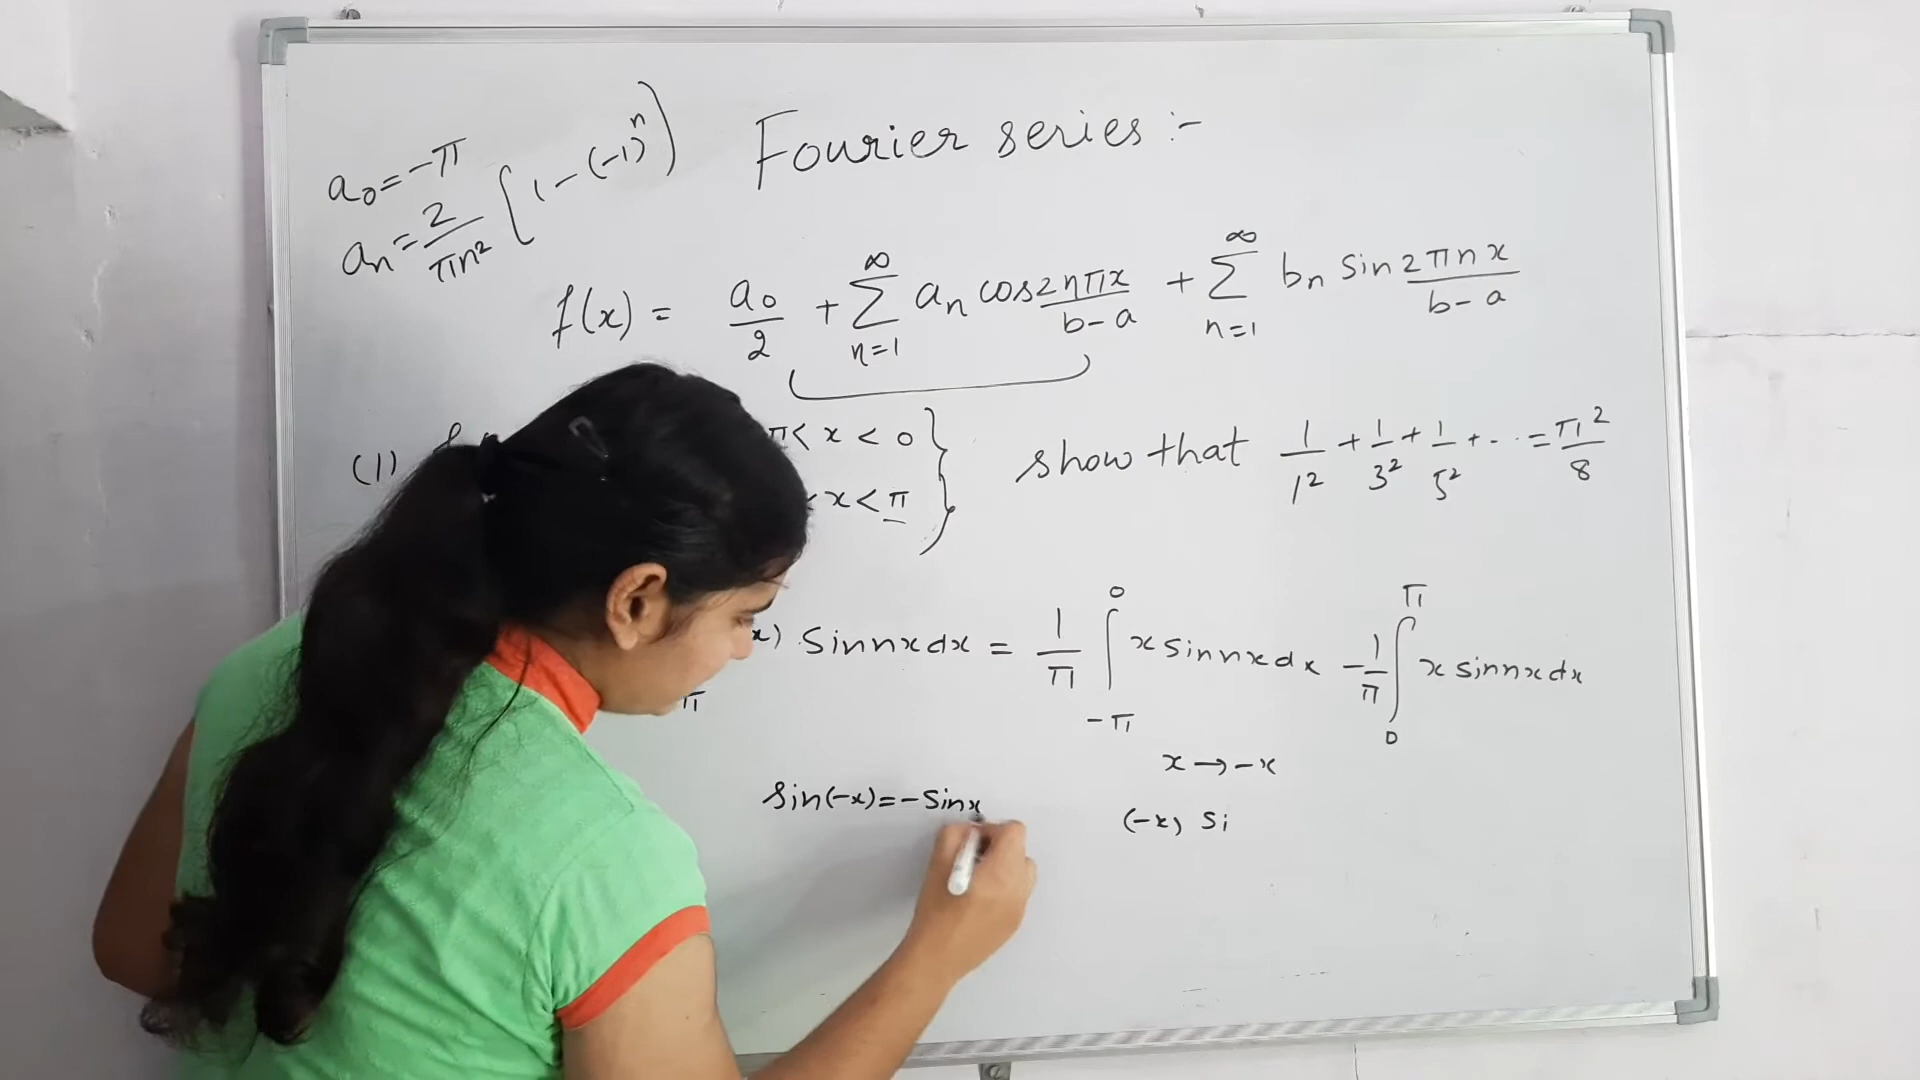 a₀ = -π
aₙ = 2/πn² [1 - (-1)ⁿ]
Fourier series :-
f(x) = a₀/2 + ∑_{n=1}^{∞} aₙ cos 2nπx/b-a + ∑_{n=1}^{∞} bₙ sin 2πnx/b-a
(1) π < x < 0 }
x < π }
show that 1/1² + 1/3² + 1/5² + ... = π²/8
x) sin nx dx = 1/π ∫_{-π}^{0} x sin nx dx - 1/π ∫_{0}^{π} x sin nx dx
π
x → -x
sin(-x) = -sin x
(-x) si